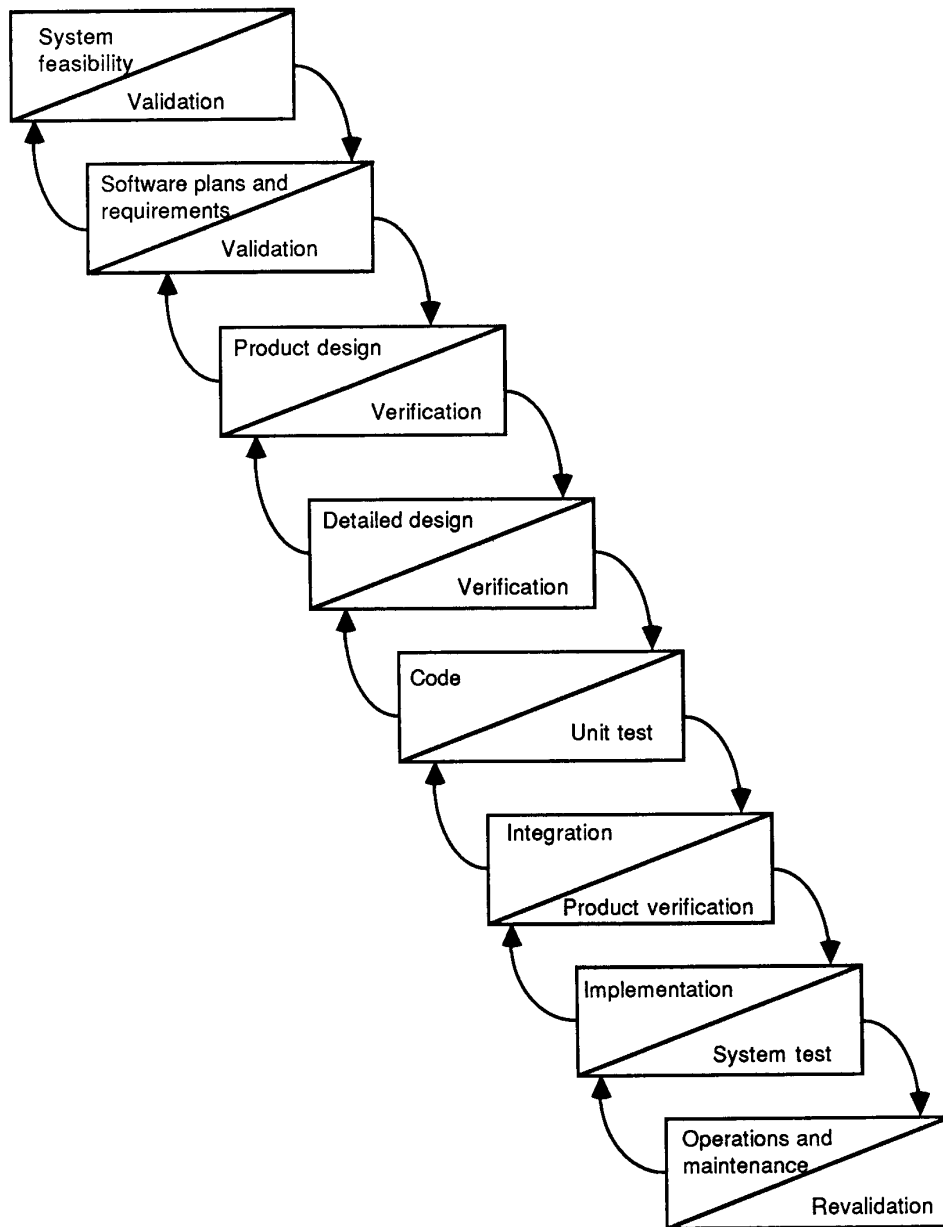 System
feasibility
Validation
Software plans and
requirements
Validation
Product design
Verification
Detailed design
Verification
Code
Unit test
Integration
Product verification
Implementation
System test
Operations and
maintenance
Revalidation